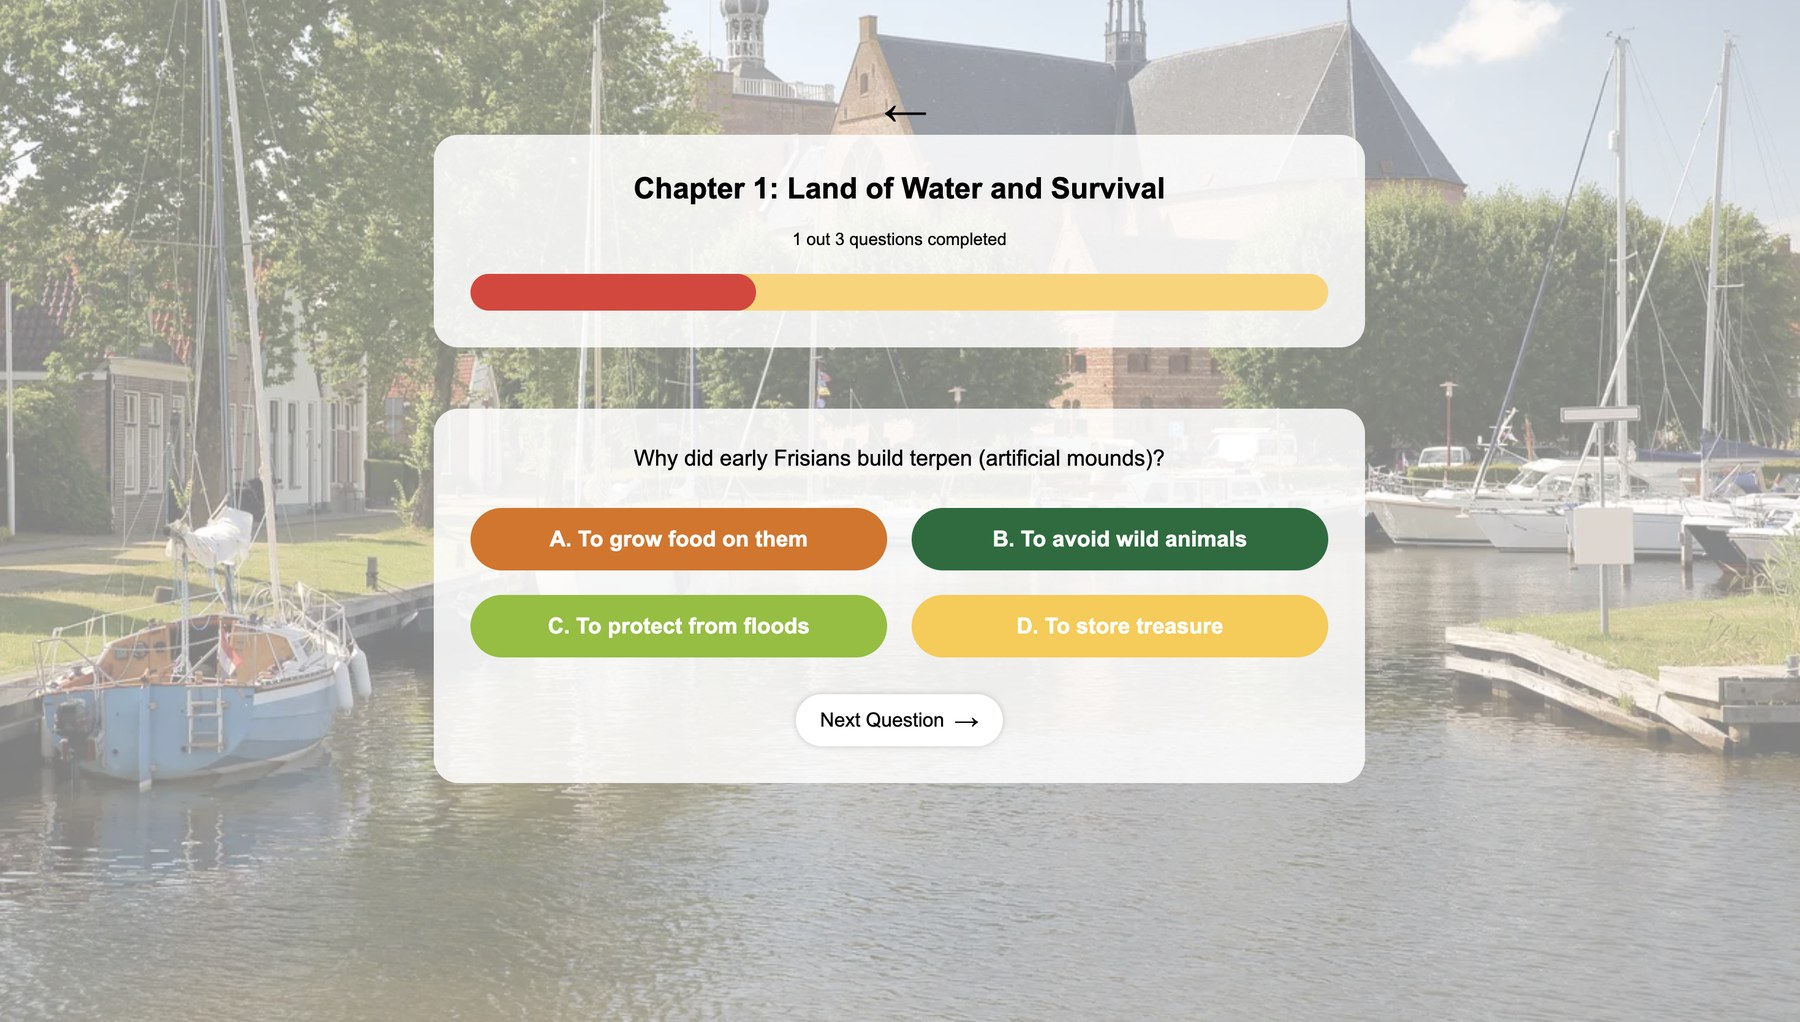 ←
Chapter 1: Land of Water and Survival
1 out 3 questions completed
Why did early Frisians build terpen (artificial mounds)?
A. To grow food on them
B. To avoid wild animals
C. To protect from floods
D. To store treasure
Next Question →